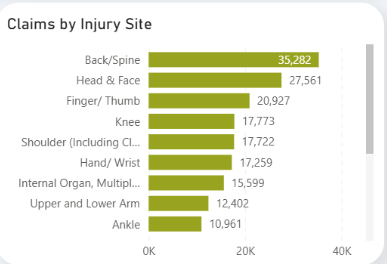 Claims by Injury Site
Back/Spine 35,282
Head & Face 27,561
Finger/ Thumb 20,927
Knee 17,773
Shoulder (Including Cl... 17,722
Hand/ Wrist 17,259
Internal Organ, Multipl... 15,599
Upper and Lower Arm 12,402
Ankle 10,961
0K 20K 40K